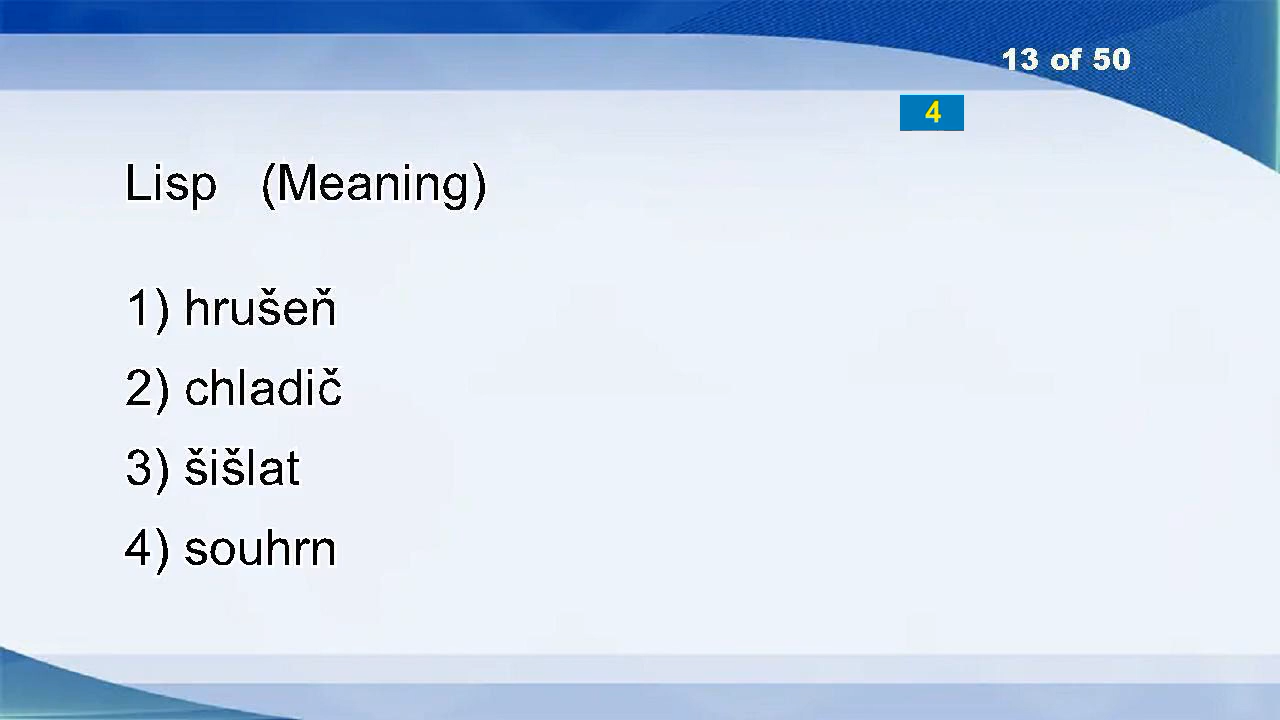 13 of 50
4
Lisp (Meaning)
1) hrušeň
2) chladič
3) šišlat
4) souhrn